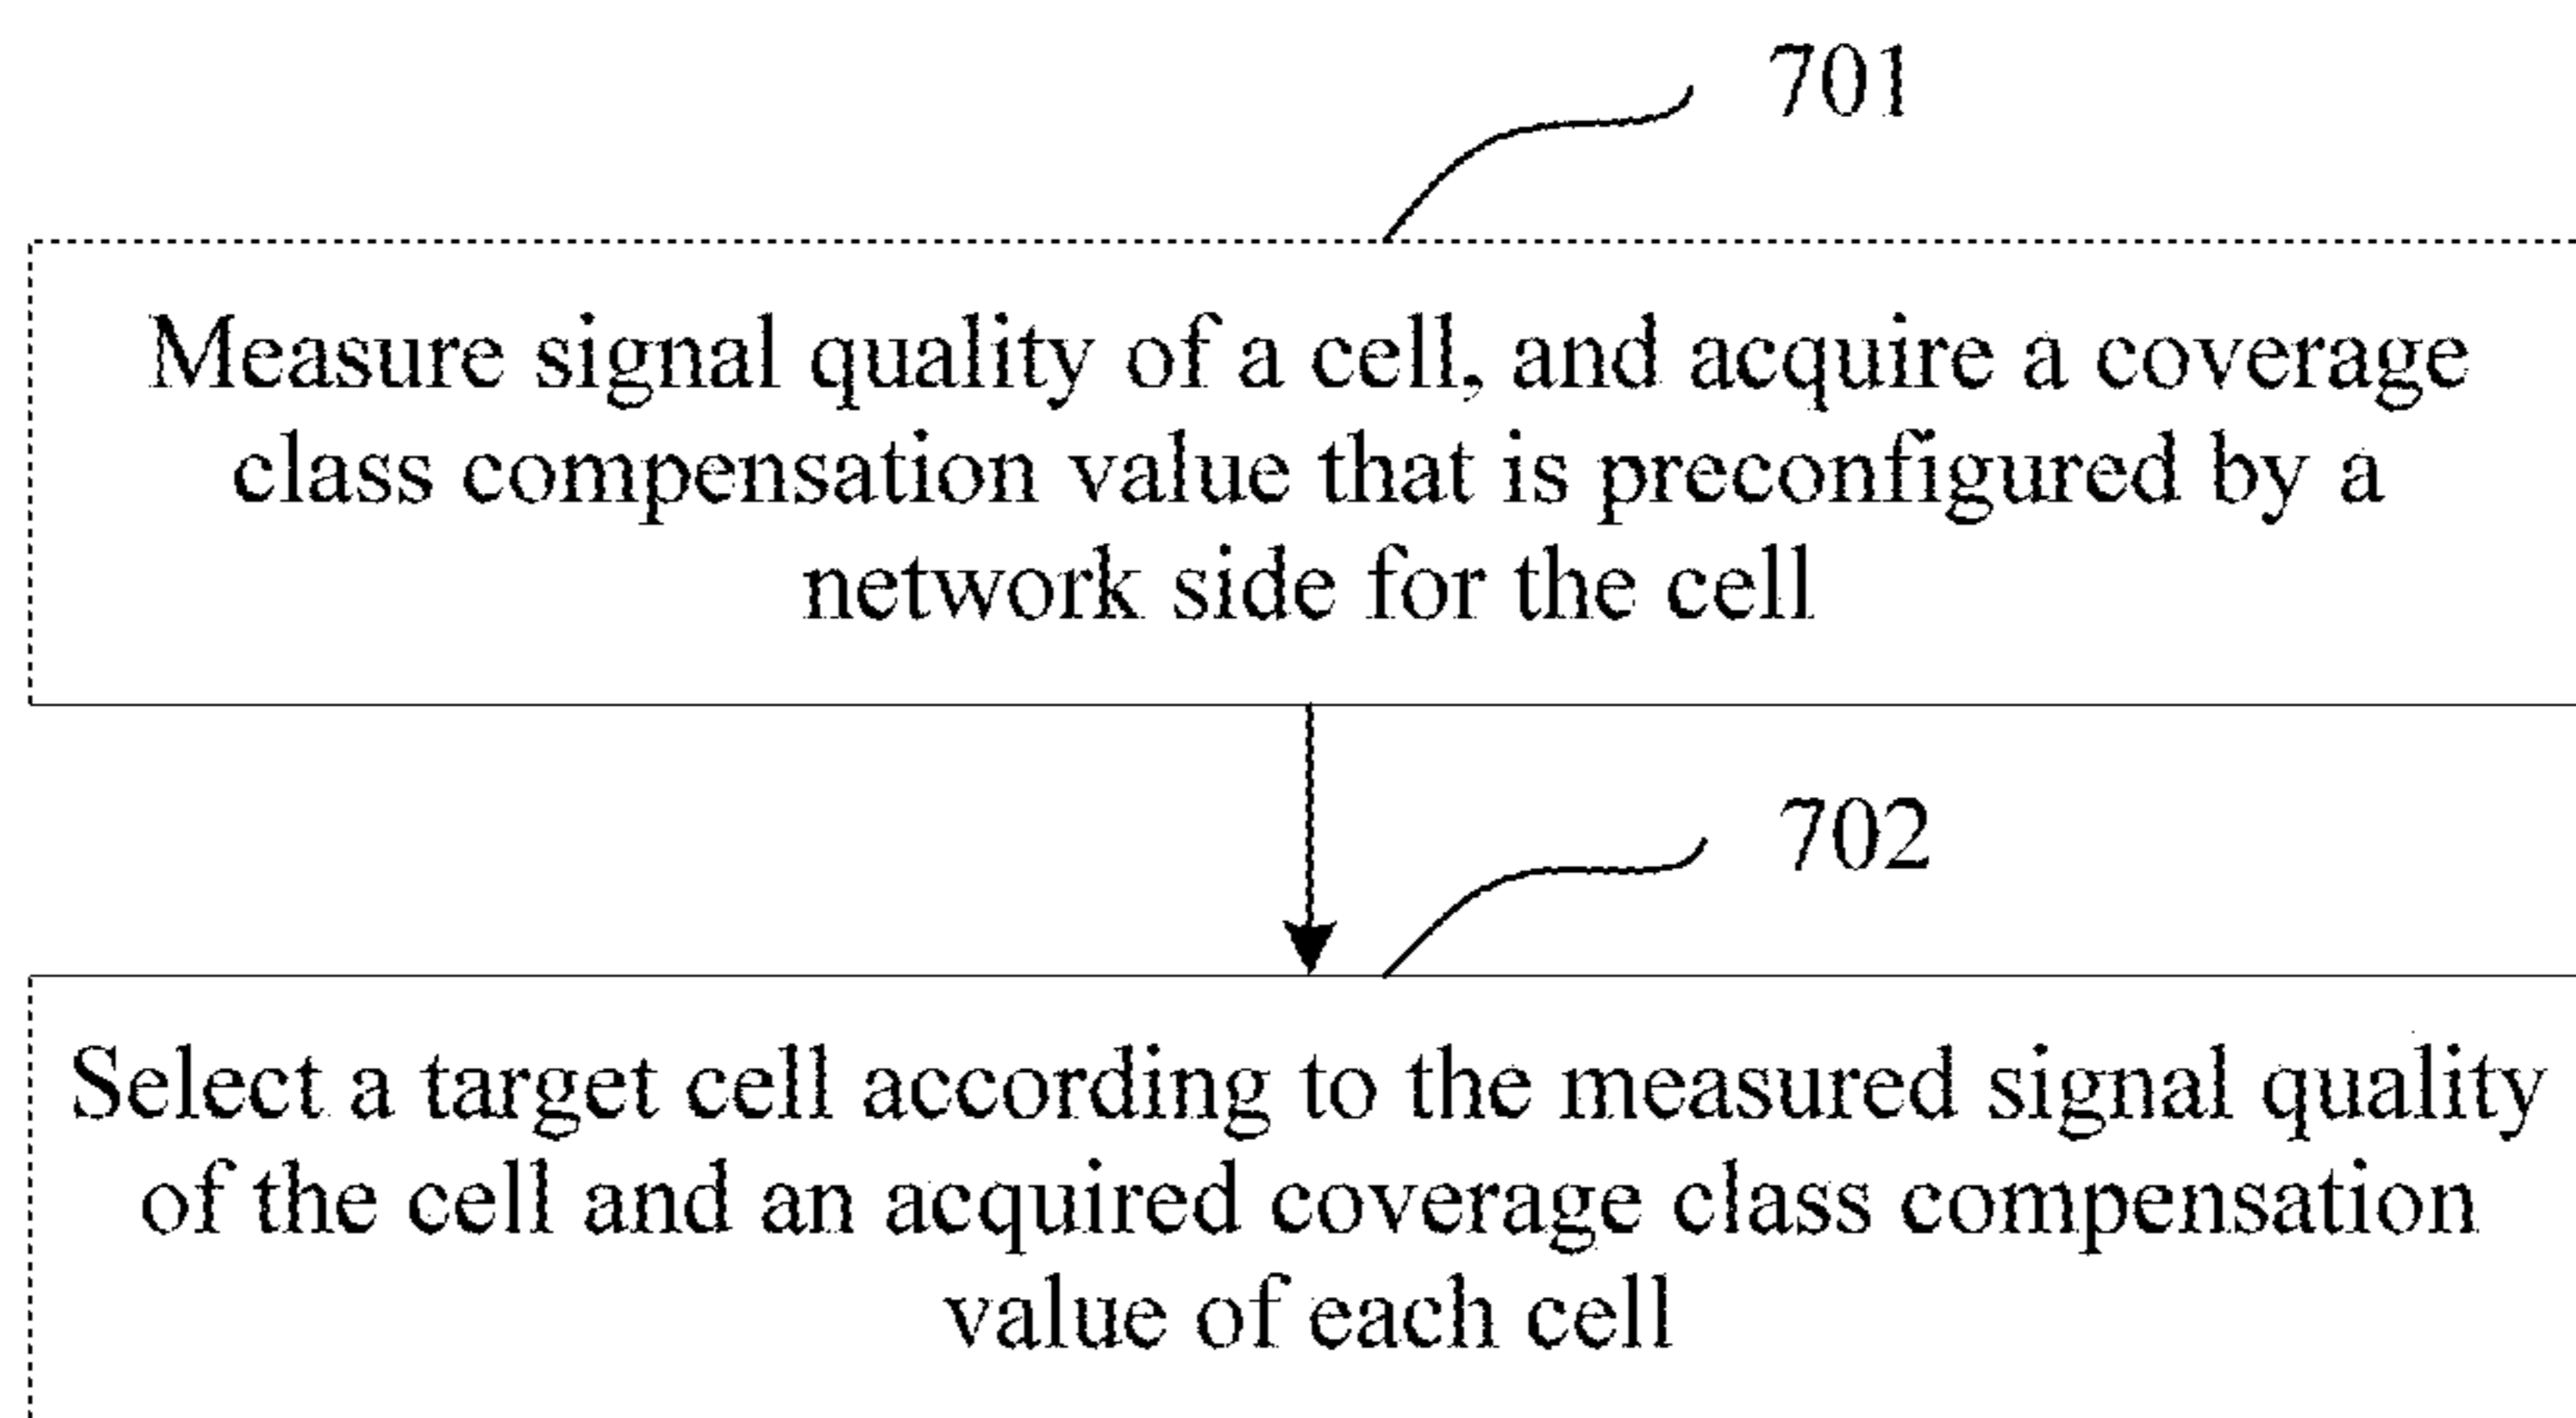 701
Measure signal quality of a cell, and acquire a coverage
class compensation value that is preconfigured by a
network side for the cell
702
Select a target cell according to the measured signal quality
of the cell and an acquired coverage class compensation
value of each cell